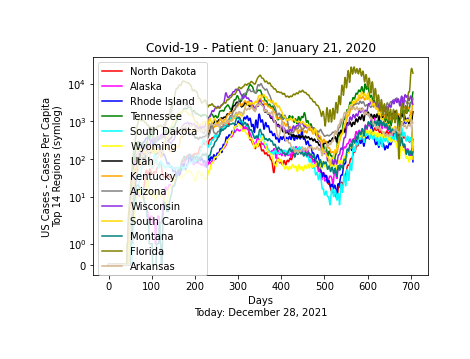 Covid-19 - Patient 0: January 21, 2020
US Cases - Cases Per Capita
Top 14 Regions (symlog)
10⁴
10³
10²
10¹
10⁰
0
North Dakota
Alaska
Rhode Island
Tennessee
South Dakota
Wyoming
Utah
Kentucky
Arizona
Wisconsin
South Carolina
Montana
Florida
Arkansas
0 100 200 300 400 500 600 700
Days
Today: December 28, 2021